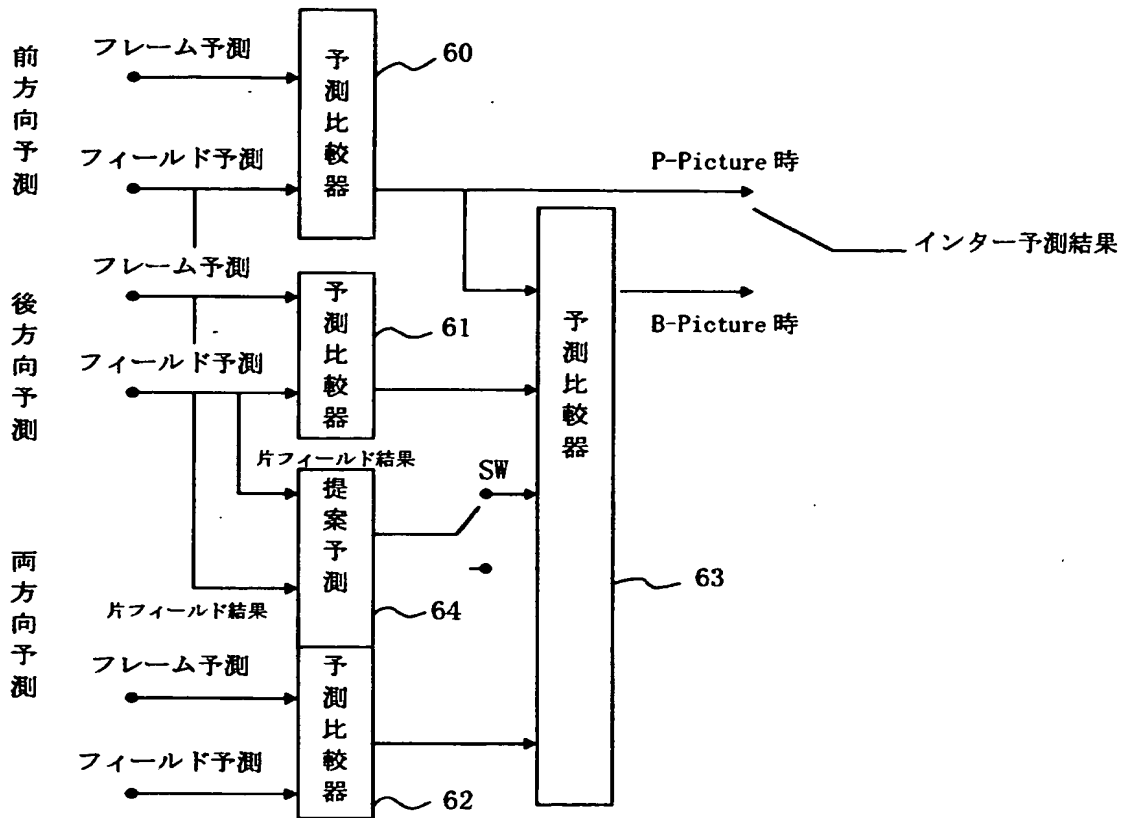 前方向予測
フレーム予測
フィールド予測
予測比較器
60
P-Picture 時
インター予測結果
B-Picture 時
後方向予測
フレーム予測
フィールド予測
予測比較器
61
予測比較器
63
片フィールド結果
SW
提案予測
64
片フィールド結果
両方向予測
フレーム予測
フィールド予測
予測比較器
62